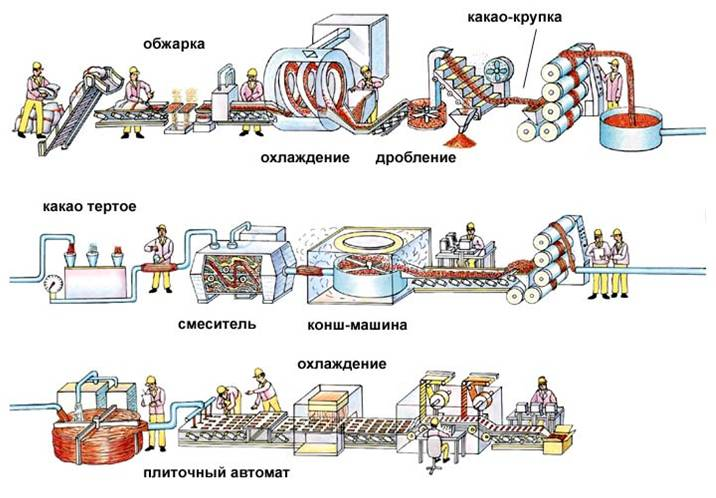 какао-крупка
обжарка
охлаждение
дробление
какао тертое
смеситель
конш-машина
охлаждение
плиточный автомат